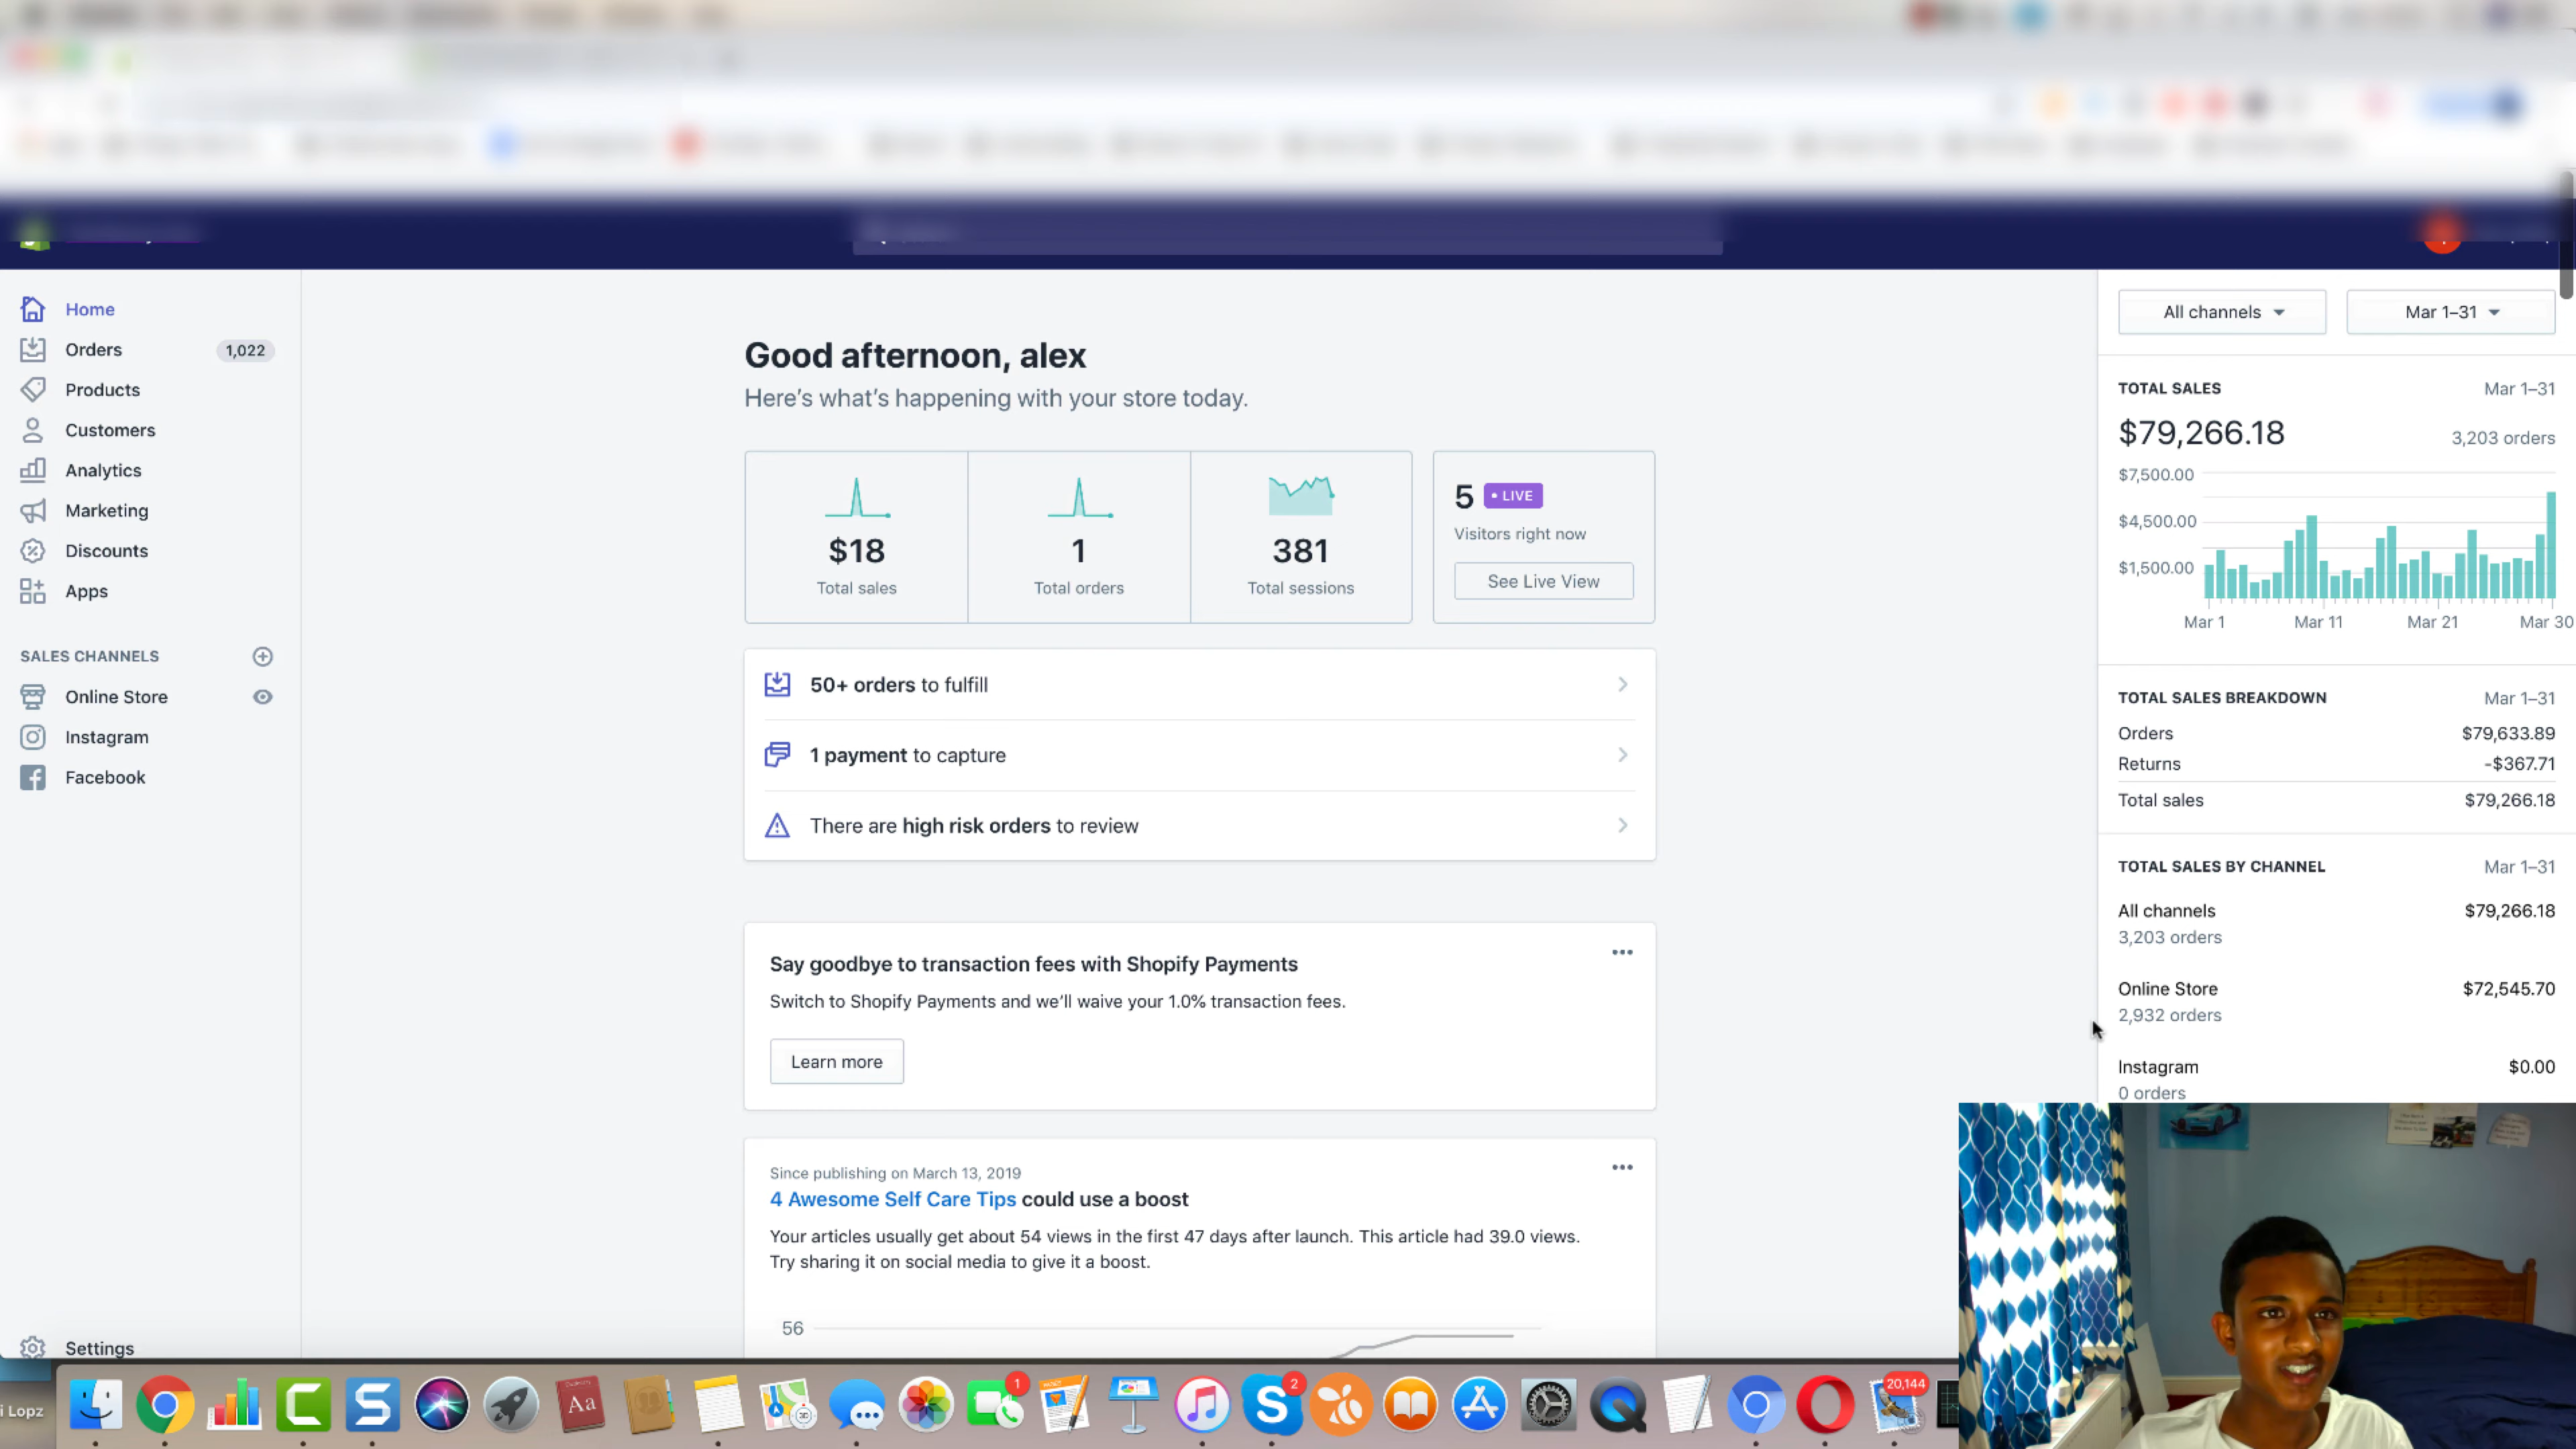 Home
Orders 1,022
Products
Customers
Analytics
Marketing
Discounts
Apps
SALES CHANNELS
Online Store
Instagram
Facebook
Settings
Good afternoon, alex
Here's what's happening with your store today.
$18 1 381
Total sales Total orders Total sessions
5 • LIVE
Visitors right now
See Live View
50+ orders to fulfill
1 payment to capture
There are high risk orders to review
Say goodbye to transaction fees with Shopify Payments
Switch to Shopify Payments and we'll waive your 1.0% transaction fees.
Learn more
Since publishing on March 13, 2019
4 Awesome Self Care Tips could use a boost
Your articles usually get about 54 views in the first 47 days after launch. This article had 39.0 views.
Try sharing it on social media to give it a boost.
56
All channels Mar 1–31
TOTAL SALES Mar 1–31
$79,266.18 3,203 orders
$7,500.00
$4,500.00
$1,500.00
Mar 1 Mar 11 Mar 21 Mar 30
TOTAL SALES BREAKDOWN Mar 1–31
Orders $79,633.89
Returns -$367.71
Total sales $79,266.18
TOTAL SALES BY CHANNEL Mar 1–31
All channels $79,266.18
3,203 orders
Online Store $72,545.70
2,932 orders
Instagram $0.00
0 orders
i Lopz
Aa
3D
1
2
20,144